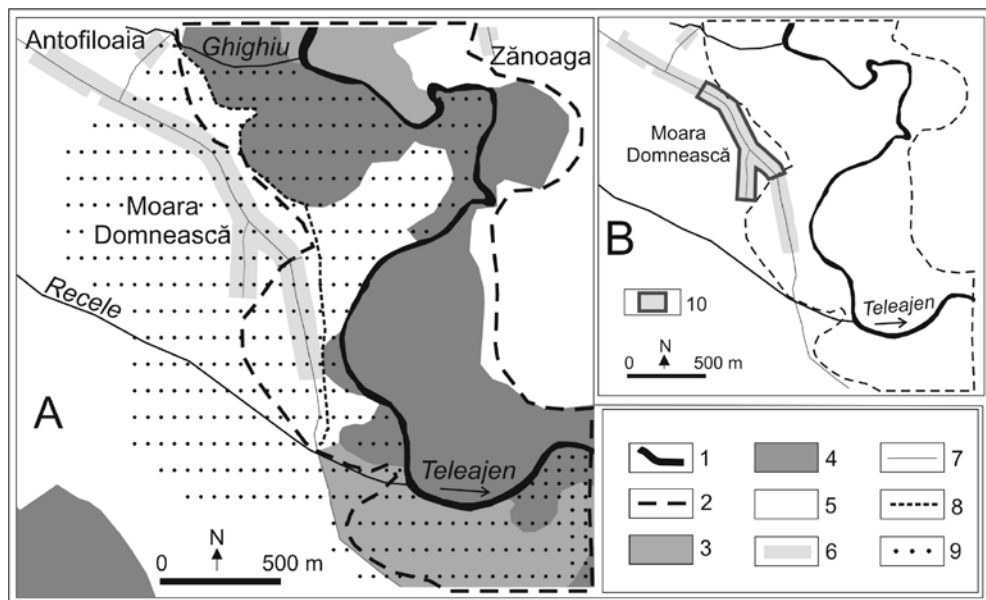 Antofiloaia
Ghighiu
Zănoaga
Moara
Domnească
Recele
A
Teleajen
N
0 500 m
Moara
Domnească
B
10
Teleajen
N
0 500 m
1 4 7
2 5 8
3 6 9